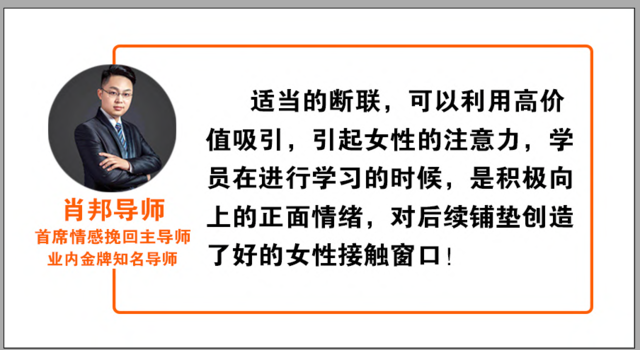 适当的断联，可以利用高价
值吸引，引起女性的注意力，学
员在进行学习的时候，是积极向
上的正面情绪，对后续铺垫创造
了好的女性接触窗口！
肖邦导师
首席情感挽回主导师
业内金牌知名导师